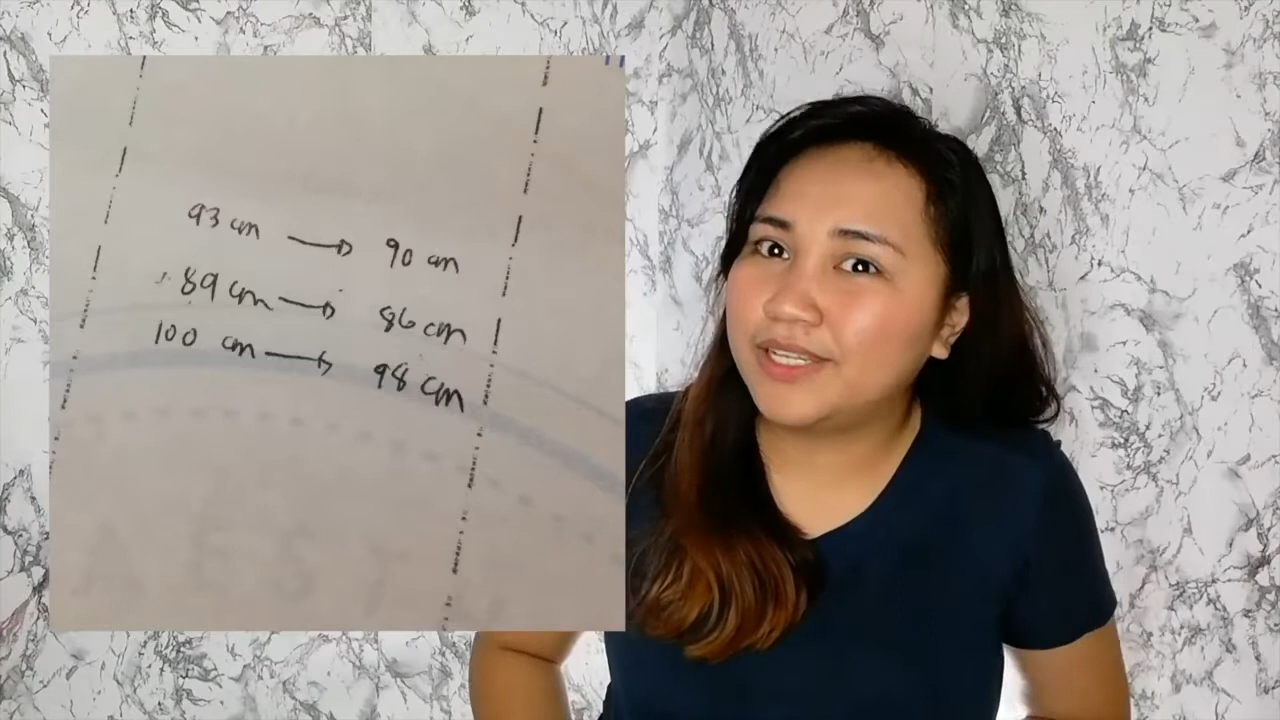 93 cm → 90 cm
89 cm → 86 cm
100 cm → 98 cm